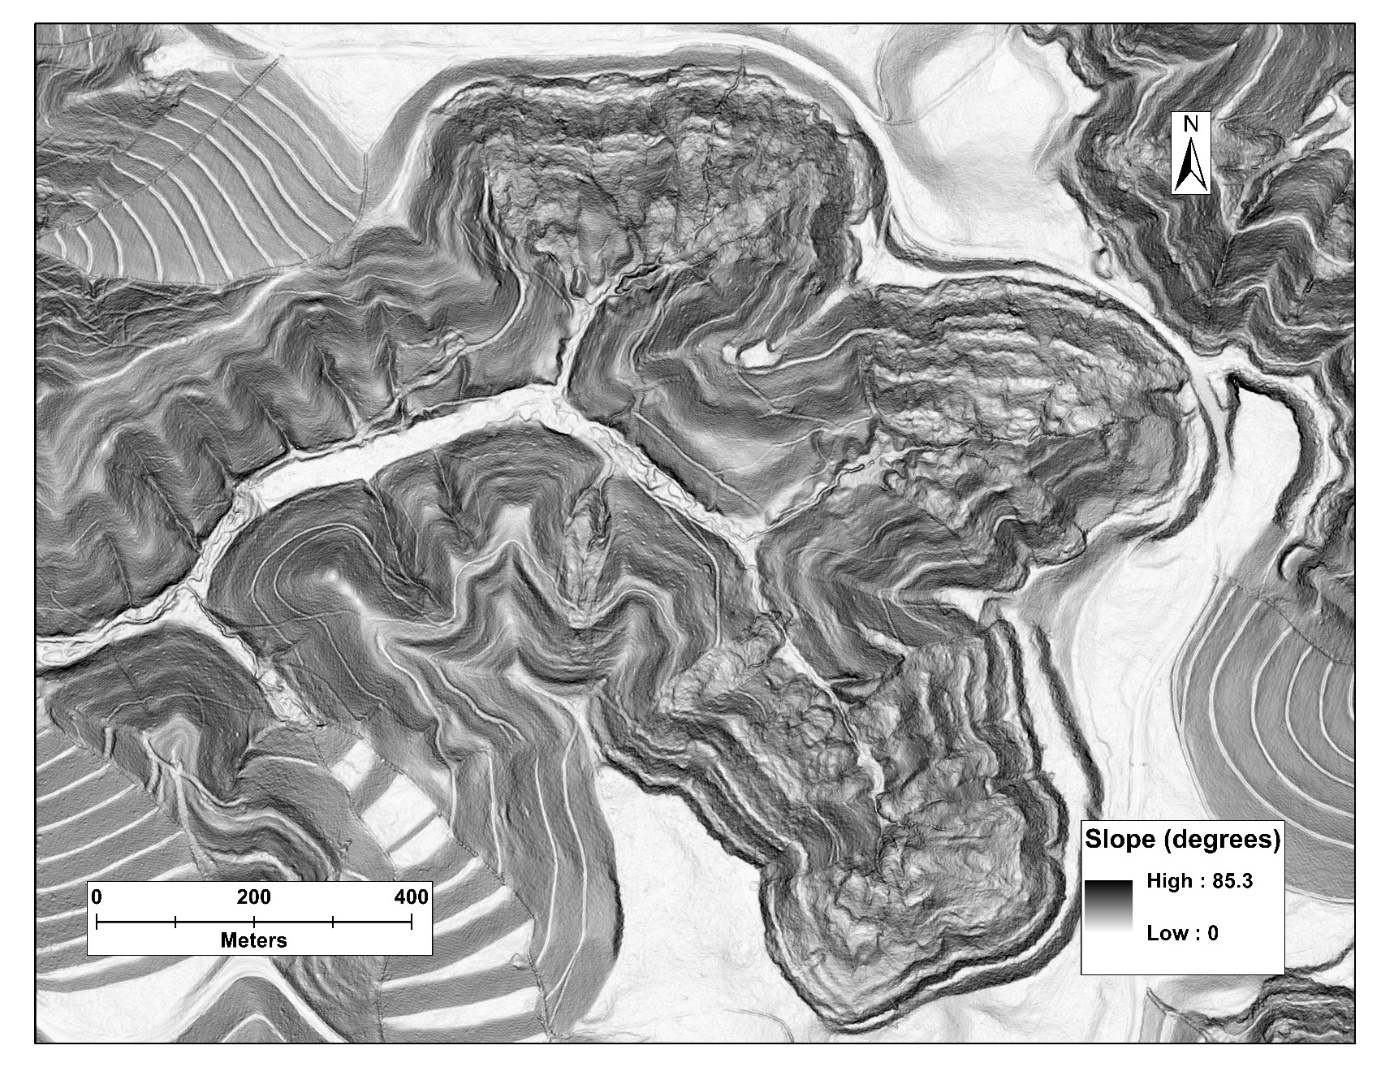 N
Slope (degrees)
High : 85.3
Low : 0
0 200 400
Meters